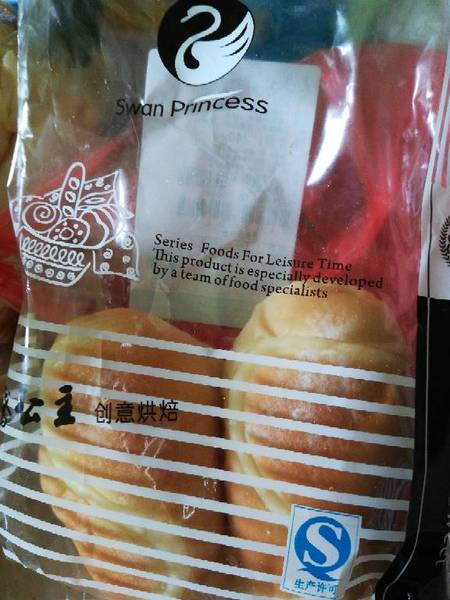 Swan Princess
Series Foods For Leisure Time
This product is especially developed
by a team of food specialists
公主 创意烘焙
S
生产许可